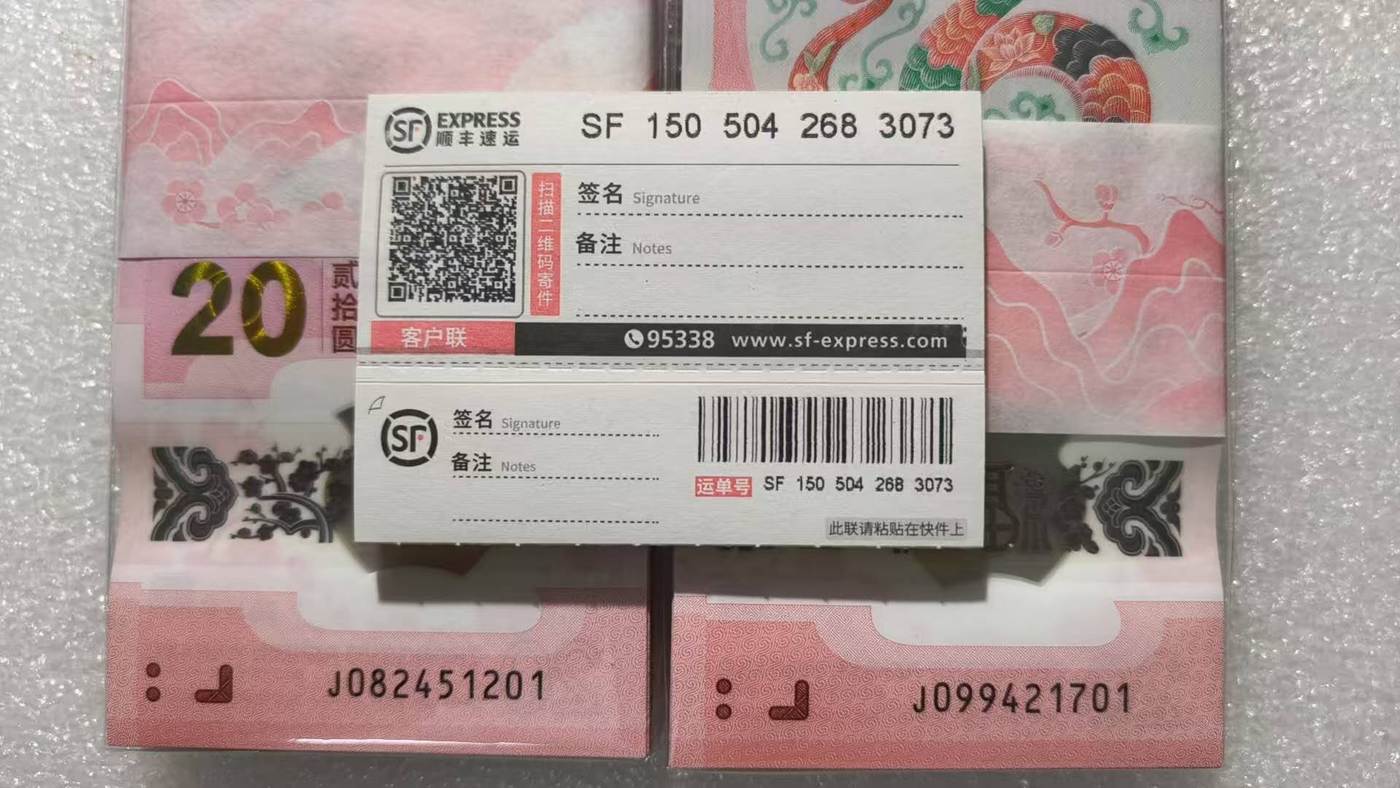 SF EXPRESS
顺丰速运
SF 150 504 268 3073
扫描二维码寄件
签名 Signature
备注 Notes
客户联
95338 www.sf-express.com
20
贰拾圆
SF
签名 Signature
备注 Notes
运单号 SF 150 504 268 3073
此联请粘贴在快件上
J082451201
J099421701